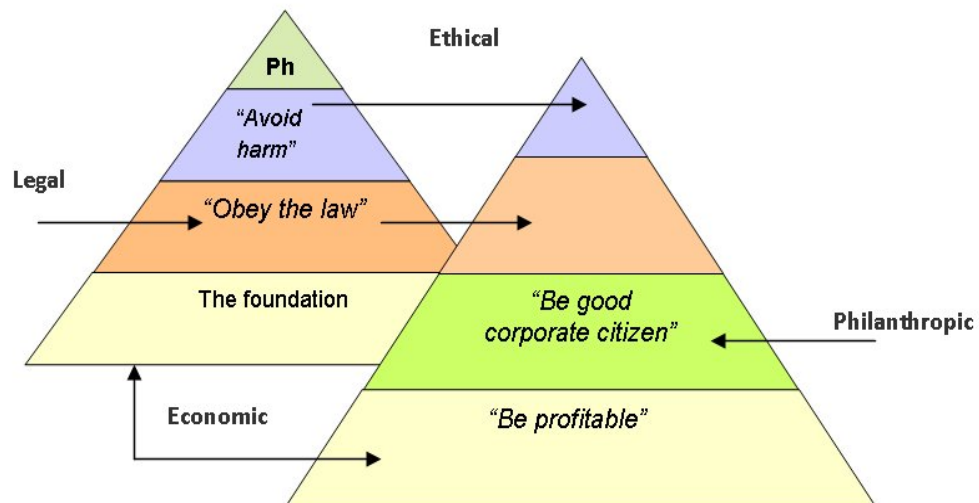 Ethical
Ph
“Avoid
harm”
Legal
“Obey the law”
The foundation
“Be good
corporate citizen”
Philanthropic
Economic
“Be profitable”